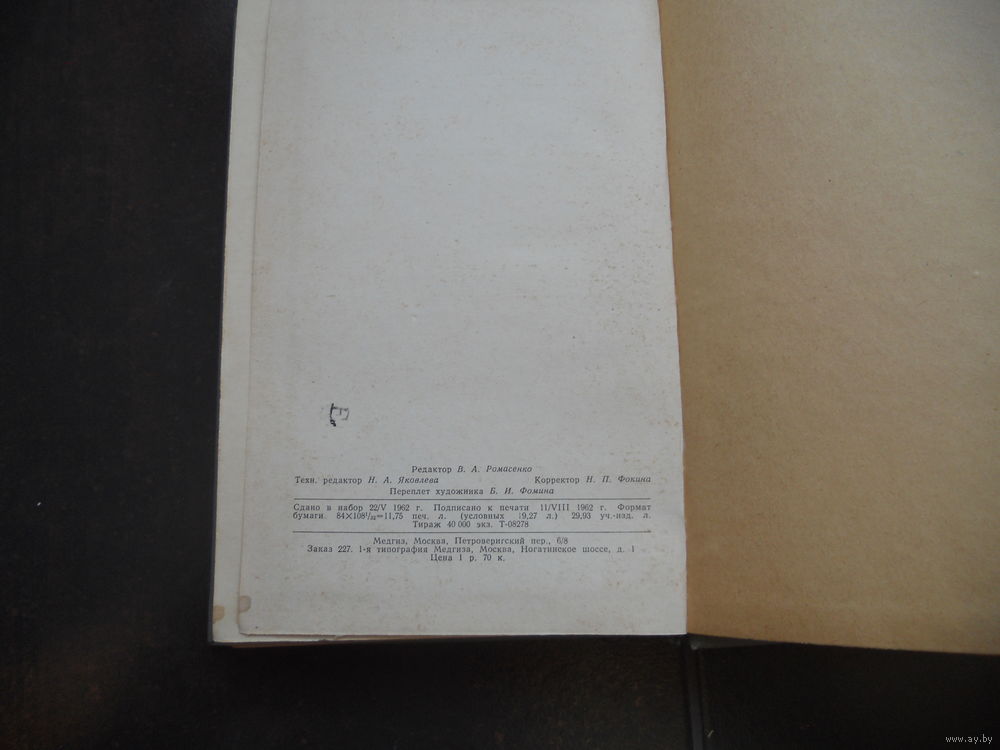 Е
Редактор В. А. Ромасенко
Техн. редактор Н. А. Яковлева Корректор Н. П. Фокина
Переплет художника Б. И. Фомина
Сдано в набор 22/V 1962 г. Подписано к печати 11/VIII 1962 г. Формат
бумаги. 84×108¹/₃₂=11,75 печ. л. (условных 19,27 л.) 29,93 уч.-изд. л.
Тираж 40 000 экз. Т-08278
Медгиз, Москва, Петроверигский пер., 6/8
Заказ 227. 1-я типография Медгиза, Москва, Ногатинское шоссе, д. 1
Цена 1 р. 70 к.
www.ay.by